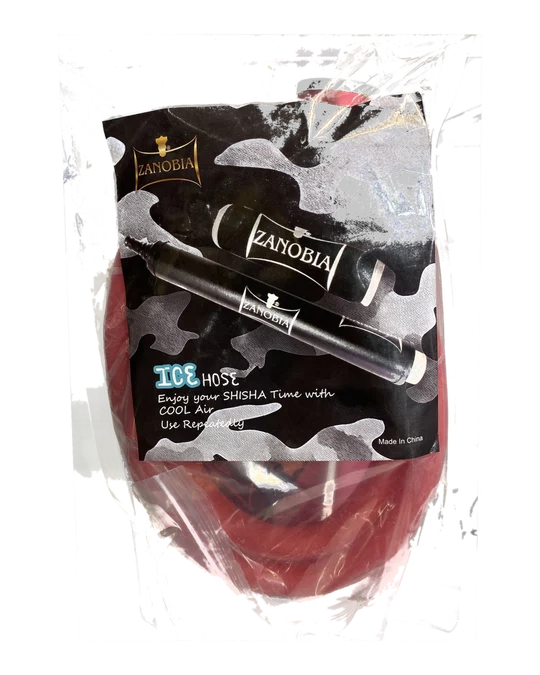 ZANOBIA
ZANOBIA
ZANOBIA
ICE HOSE
Enjoy your SHISHA Time with
COOL Air
Use Repeatedly
Made In China